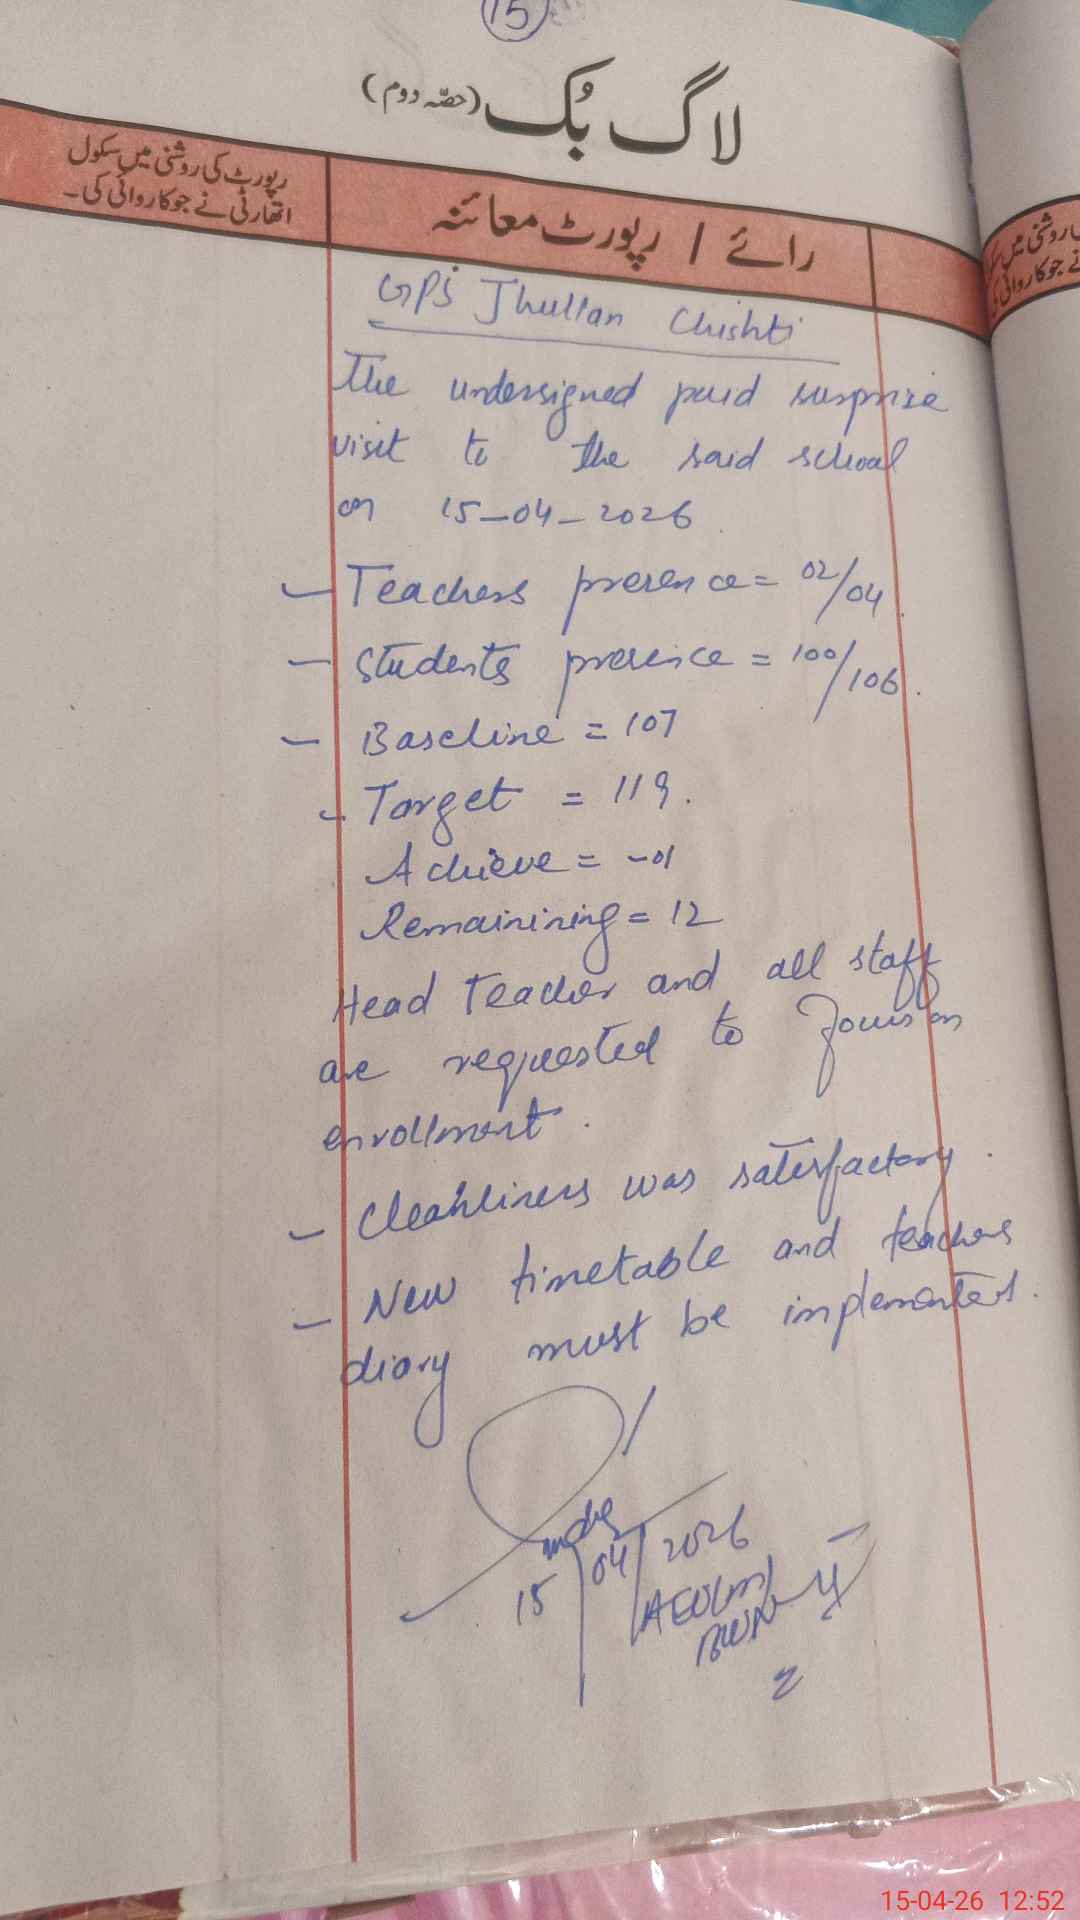 15
لاگ بُک (حصّہ دوم)
رپورٹ کی روشنی میں سکول
اتھارٹی نے جو کاروائی کی۔
رائے / رپورٹ معائنہ
GPS Jhullan Chishti
The undersigned paid surprise
visit to the said school
on 15-04-2026
- Teachers presence = 02/04.
- Students presence = 100/106.
- Baseline = 107
- Target = 119.
Achieve = -01
Remainining = 12
Head Teacher and all staff
are requested to focus on
enrollment.
- Cleanliness was satisfactory.
- New timetable and teachers
diary must be implemented.
15/04/2026
AEO(M)
BWN
15-04-26 12:52